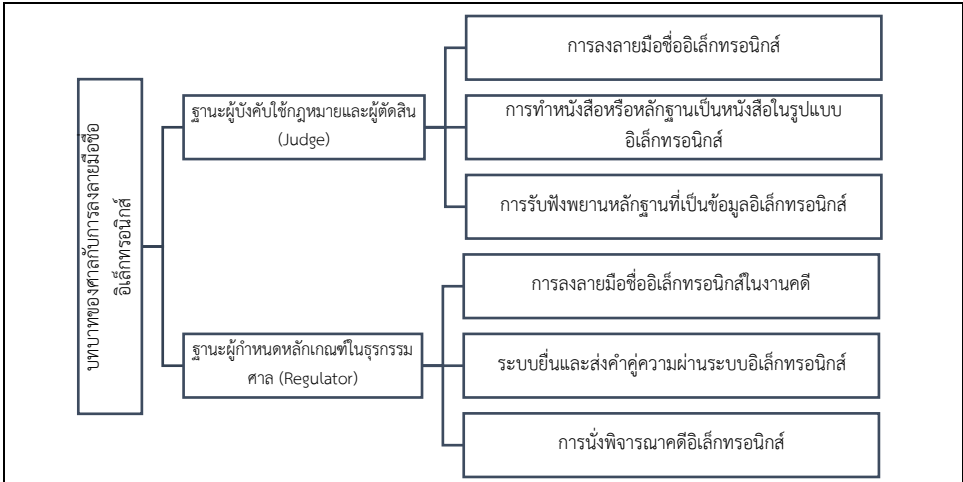 บทบาทของศาลกับการลงลายมือชื่อ
อิเล็กทรอนิกส์
ฐานะผู้บังคับใช้กฎหมายและผู้ตัดสิน
(Judge)
การลงลายมือชื่ออิเล็กทรอนิกส์
การทำหนังสือหรือหลักฐานเป็นหนังสือในรูปแบบ
อิเล็กทรอนิกส์
การรับฟังพยานหลักฐานที่เป็นข้อมูลอิเล็กทรอนิกส์
ฐานะผู้กำหนดหลักเกณฑ์ในธุรกรรม
ศาล (Regulator)
การลงลายมือชื่ออิเล็กทรอนิกส์ในงานคดี
ระบบยื่นและส่งคำคู่ความผ่านระบบอิเล็กทรอนิกส์
การนั่งพิจารณาคดีอิเล็กทรอนิกส์